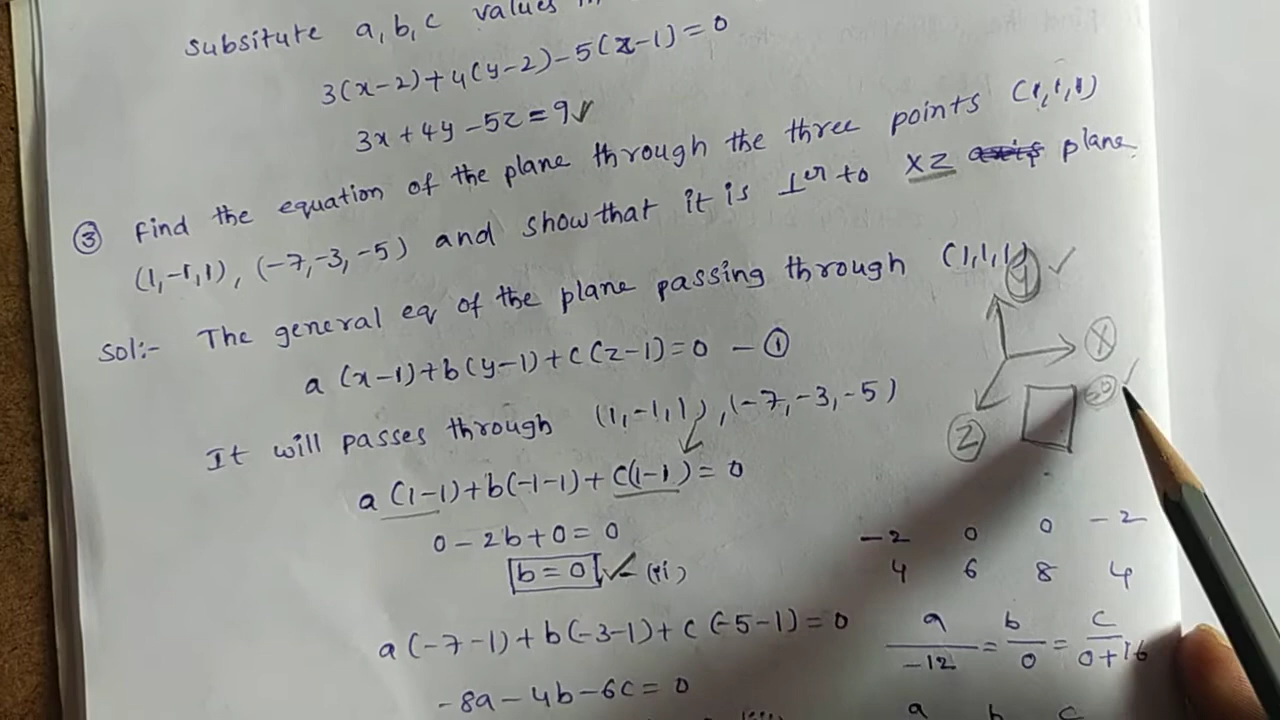 subsitute a,b,c values in
3(x-2)+4(y-2)-5(z-1)=0
3x+4y-5z=9✓
③ Find the equation of the plane through the three points (1,1,1)
(1,-1,1), (-7,-3,-5) and show that it is ⊥er to XZ axis plane.
Sol:- The general eq of the plane passing through (1,1,1)
a(x-1)+b(y-1)+c(z-1)=0 - ①
It will passes through (1,-1,1), (-7,-3,-5)
a(1-1)+b(-1-1)+c(1-1)=0
0-2b+0=0
b=0 ✓ - (ii)
a(-7-1)+b(-3-1)+c(-5-1)=0
-8a-4b-6c=0
Y ✓
X
Z
-2 0 0 -2
4 6 8 4
a/-12 = b/0 = c/0+16
a b c